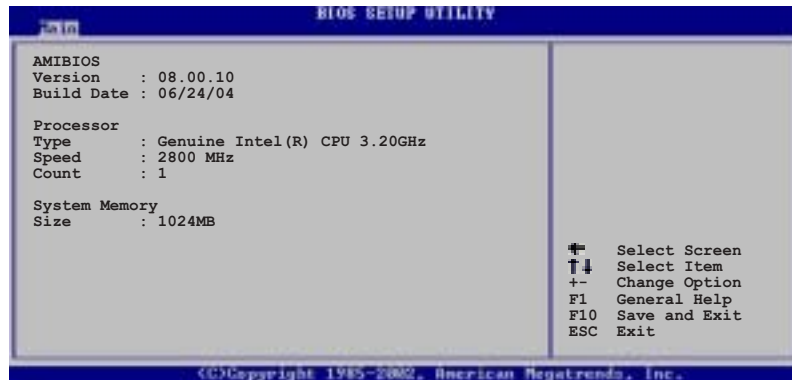 BIOS SETUP UTILITY
Main
AMIBIOS
Version : 08.00.10
Build Date : 06/24/04
Processor
Type : Genuine Intel(R) CPU 3.20GHz
Speed : 2800 MHz
Count : 1
System Memory
Size : 1024MB
Select Screen
↑↓ Select Item
+- Change Option
F1 General Help
F10 Save and Exit
ESC Exit
(C)Copyright 1985-2002, American Megatrends, Inc.